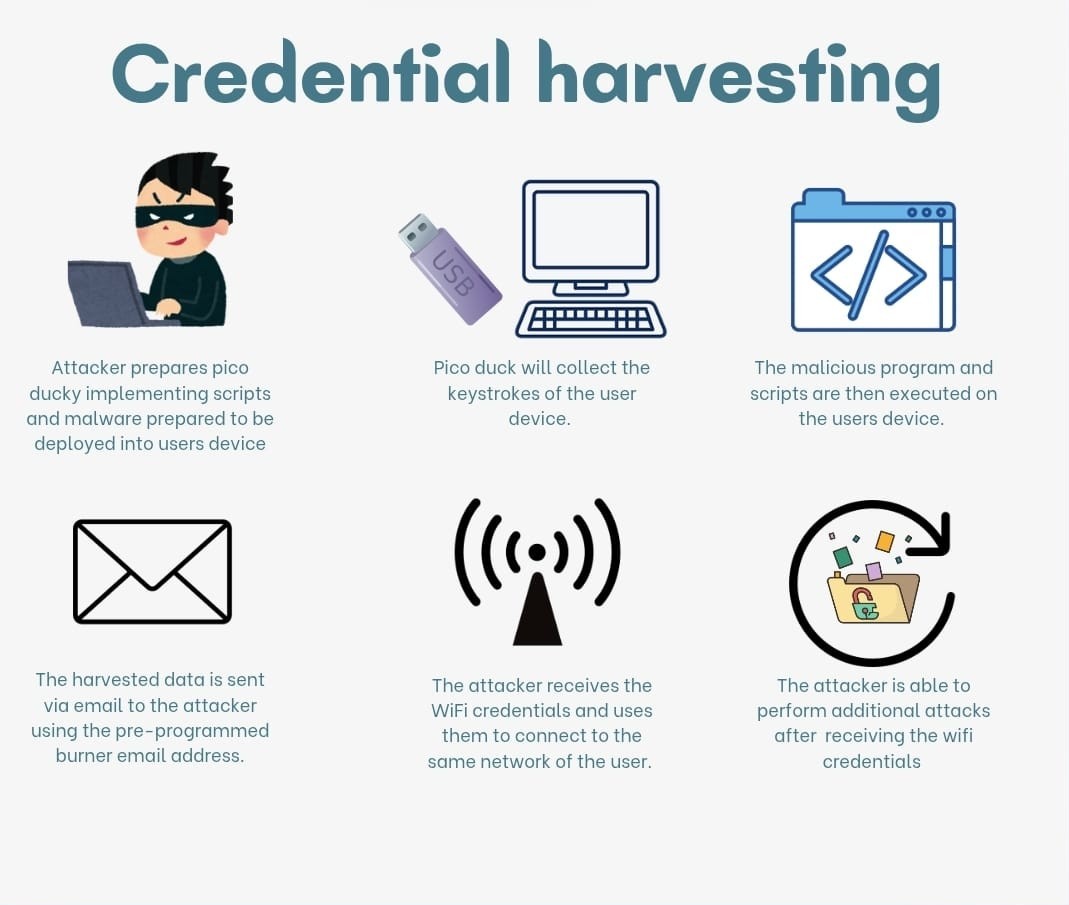 Credential harvesting
USB
Attacker prepares pico
ducky implementing scripts
and malware prepared to be
deployed into users device
Pico duck will collect the
keystrokes of the user
device.
The malicious program and
scripts are then executed on
the users device.
The harvested data is sent
via email to the attacker
using the pre-programmed
burner email address.
The attacker receives the
WiFi credentials and uses
them to connect to the
same network of the user.
The attacker is able to
perform additional attacks
after  receiving the wifi
credentials